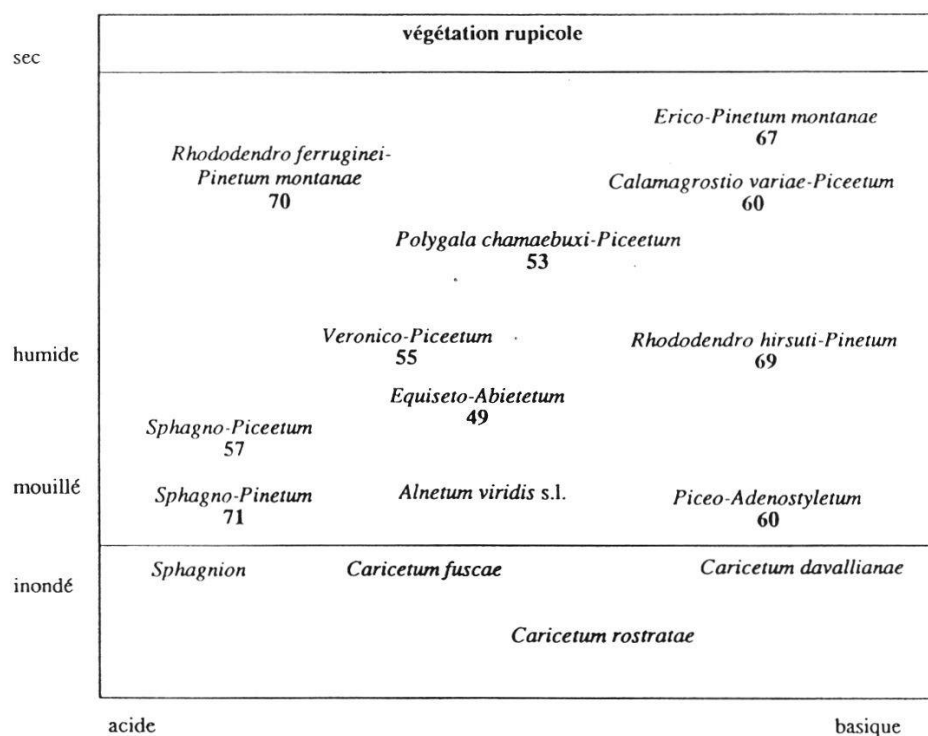 végétation rupicole
sec
Erico-Pinetum montanae
67
Rhododendro ferruginei-
Pinetum montanae
70
Calamagrostio variae-Piceetum
60
Polygala chamaebuxi-Piceetum
53
humide
Veronico-Piceetum
55
Rhododendro hirsuti-Pinetum
69
Equiseto-Abietetum
49
Sphagno-Piceetum
57
mouillé
Sphagno-Pinetum
71
Alnetum viridis s.l.
Piceo-Adenostyletum
60
inondé
Sphagnion
Caricetum fuscae
Caricetum davallianae
Caricetum rostratae
acide
basique